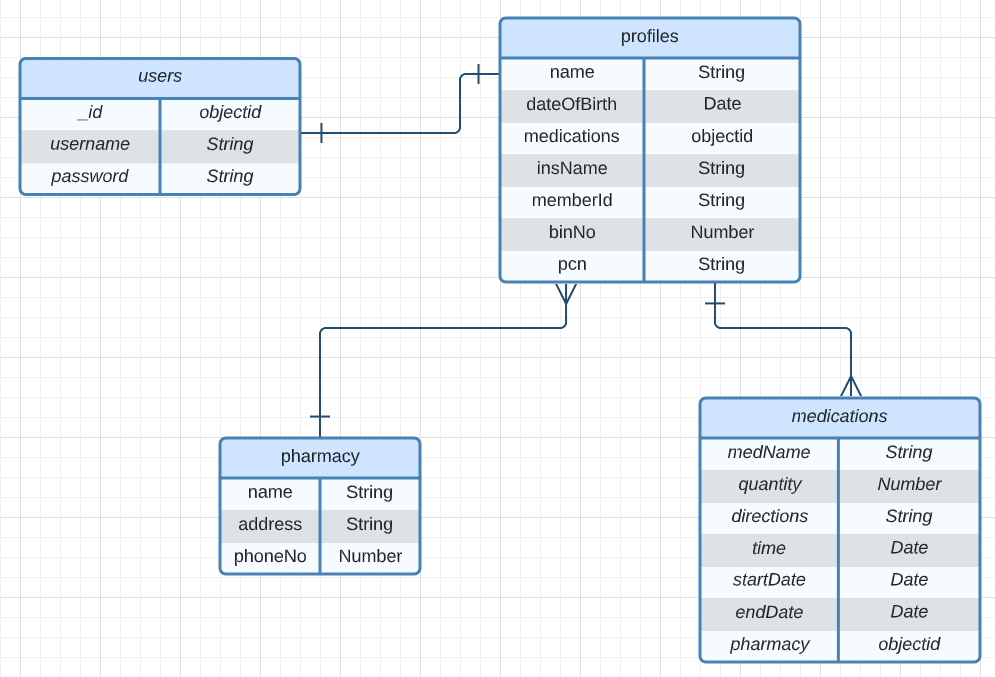 users
_id objectid
username String
password String
profiles
name String
dateOfBirth Date
medications objectid
insName String
memberId String
binNo Number
pcn String
pharmacy
name String
address String
phoneNo Number
medications
medName String
quantity Number
directions String
time Date
startDate Date
endDate Date
pharmacy objectid